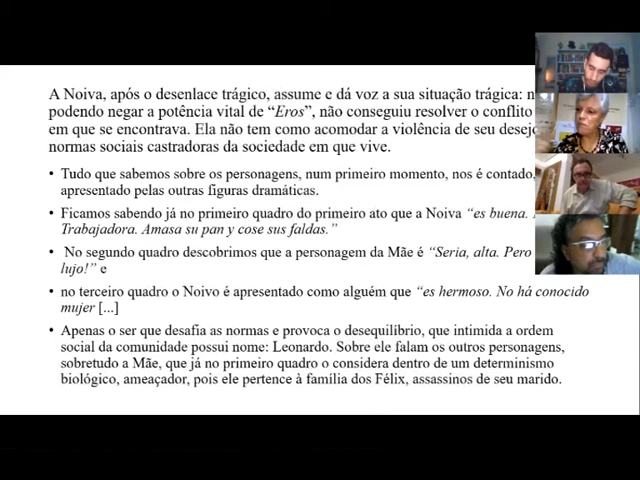 A Noiva, após o desenlace trágico, assume e dá voz a sua situação trágica:
podendo negar a potência vital de “Eros”, não conseguiu resolver o conflito
em que se encontrava. Ela não tem como acomodar a violência de seu
normas sociais castradoras da sociedade em que vive.
• Tudo que sabemos sobre os personagens, num primeiro momento, nos é contado,
apresentado pelas outras figuras dramáticas.
• Ficamos sabendo já no primeiro quadro do primeiro ato que a Noiva “es buena.
Trabajadora. Amasa su pan y cose sus faldas.”
• No segundo quadro descobrimos que a personagem da Mãe é “Seria, alta. Pero
lujo!” e
• no terceiro quadro o Noivo é apresentado como alguém que “es hermoso. No há conocido
mujer [...]
• Apenas o ser que desafia as normas e provoca o desequilíbrio, que intimida a ordem
social da comunidade possui nome: Leonardo. Sobre ele falam os outros personagens,
sobretudo a Mãe, que já no primeiro quadro o considera dentro de um determinismo
biológico, ameaçador, pois ele pertence à família dos Félix, assassinos de seu marido.